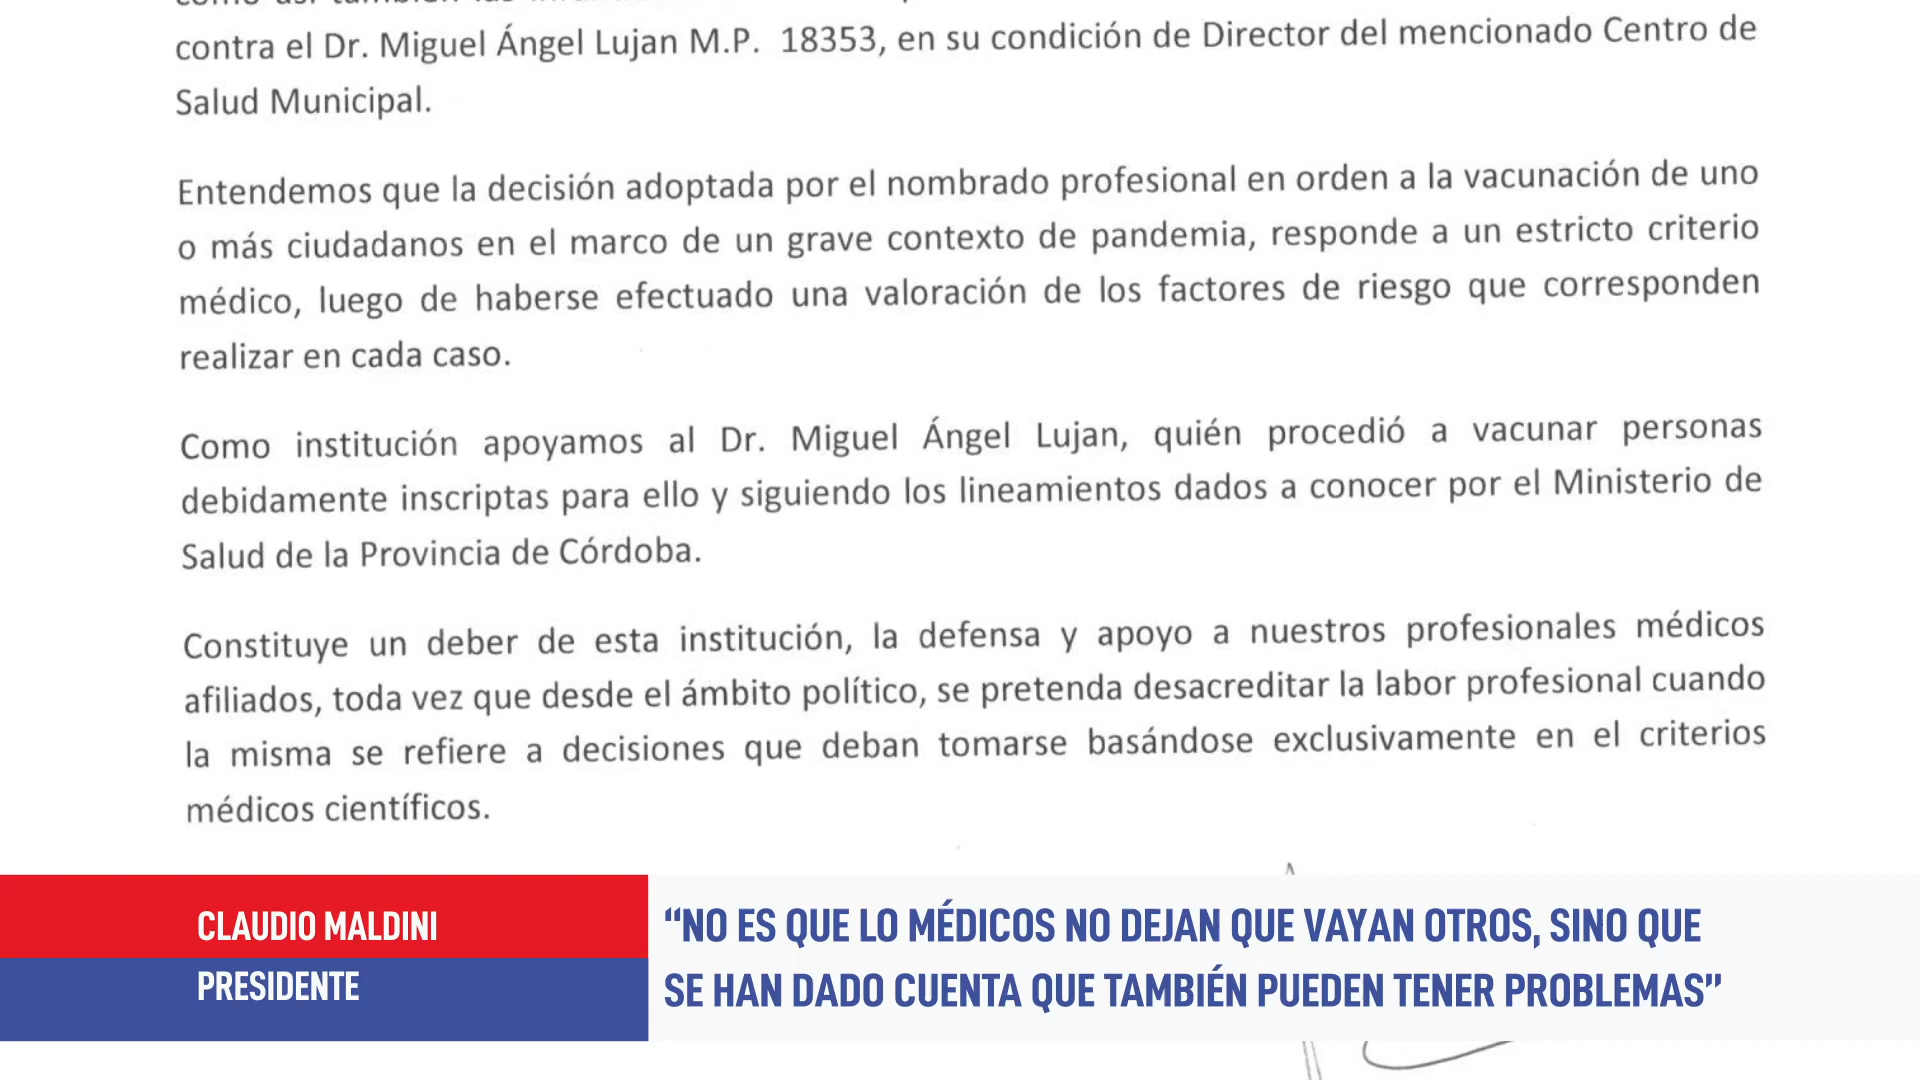 contra el Dr. Miguel Ángel Lujan M.P. 18353, en su condición de Director del mencionado Centro de
Salud Municipal.
Entendemos que la decisión adoptada por el nombrado profesional en orden a la vacunación de uno
o más ciudadanos en el marco de un grave contexto de pandemia, responde a un estricto criterio
médico, luego de haberse efectuado una valoración de los factores de riesgo que corresponden
realizar en cada caso.
Como institución apoyamos al Dr. Miguel Ángel Lujan, quién procedió a vacunar personas
debidamente inscriptas para ello y siguiendo los lineamientos dados a conocer por el Ministerio de
Salud de la Provincia de Córdoba.
Constituye un deber de esta institución, la defensa y apoyo a nuestros profesionales médicos
afiliados, toda vez que desde el ámbito político, se pretenda desacreditar la labor profesional cuando
la misma se refiere a decisiones que deban tomarse basándose exclusivamente en el criterios
médicos científicos.
CLAUDIO MALDINI
PRESIDENTE
“NO ES QUE LO MÉDICOS NO DEJAN QUE VAYAN OTROS, SINO QUE
SE HAN DADO CUENTA QUE TAMBIÉN PUEDEN TENER PROBLEMAS”